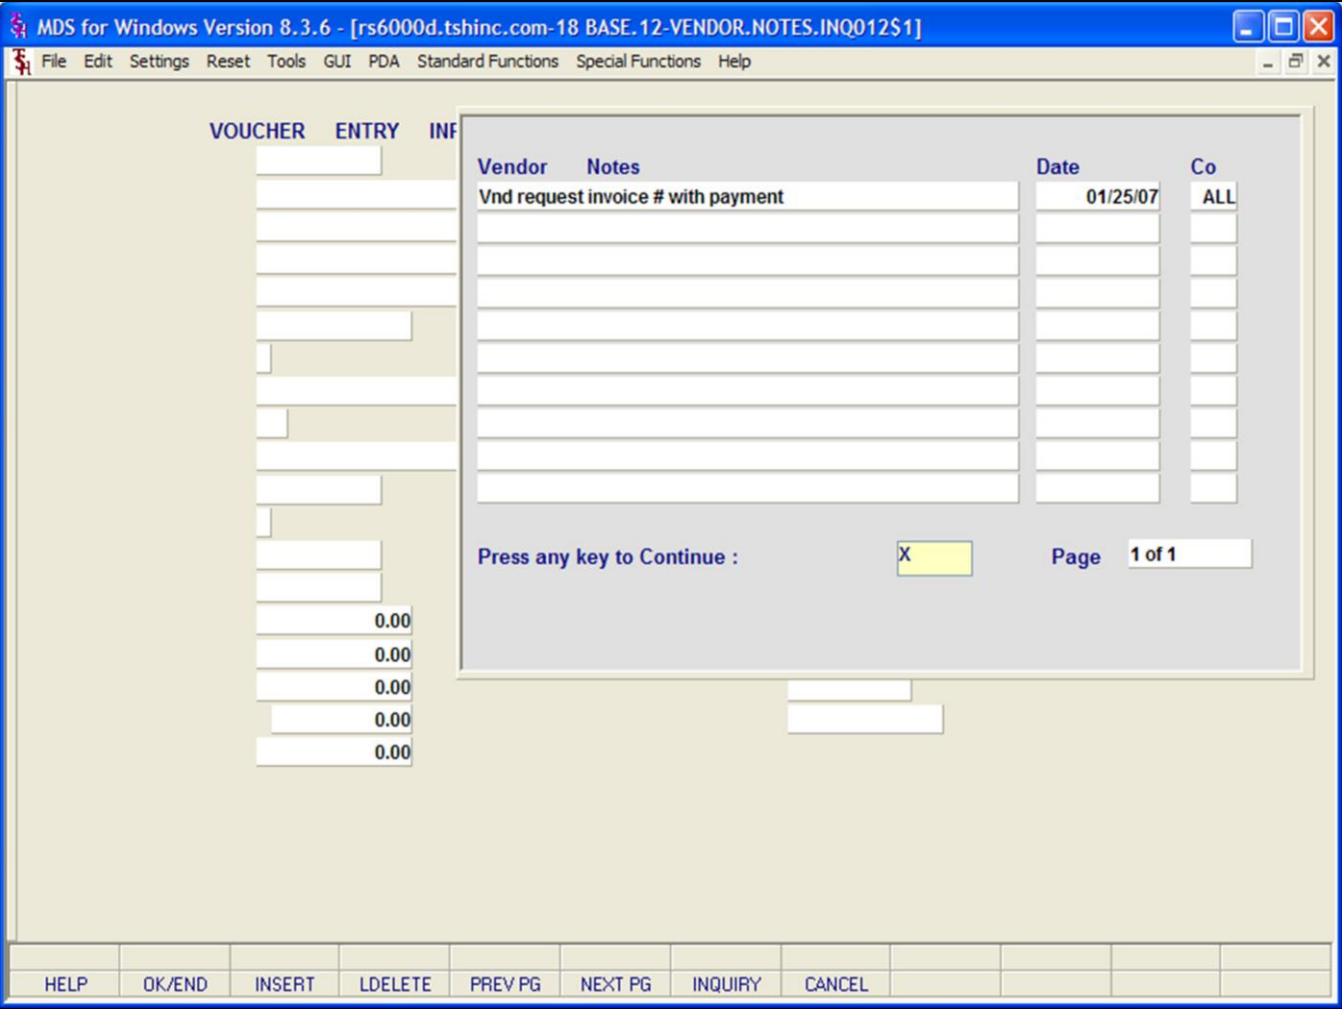 MDS for Windows Version 8.3.6 - [rs6000d.tshinc.com-18 BASE.12-VENDOR.NOTES.INQ012$1]
File Edit Settings Reset Tools GUI PDA Standard Functions Special Functions Help
VOUCHER ENTRY INF
Vendor Notes Date Co
Vnd request invoice # with payment 01/25/07 ALL
Press any key to Continue : X Page 1 of 1
0.00
0.00
0.00
0.00
0.00
HELP OK/END INSERT LDELETE PREV PG NEXT PG INQUIRY CANCEL